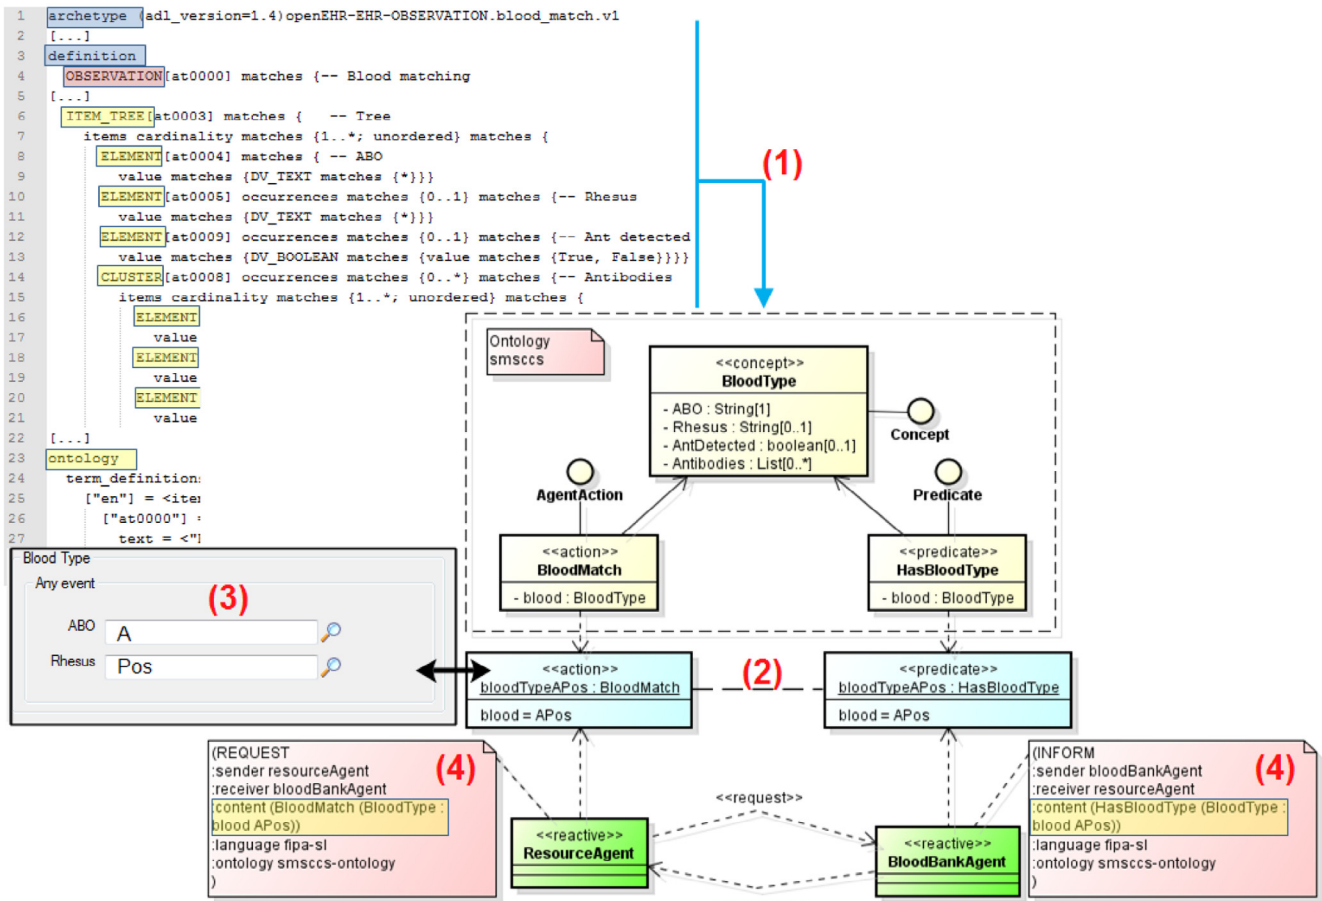 1 archetype (adl_version=1.4)openEHR-EHR-OBSERVATION.blood_match.v1
2 [...]
3 definition
4 OBSERVATION[at0000] matches {-- Blood matching
5 [...]
6 ITEM_TREE[at0003] matches { -- Tree
7 items cardinality matches {1..*; unordered} matches {
8 ELEMENT[at0004] matches { -- ABO
9 value matches {DV_TEXT matches {*}}}
10 ELEMENT[at0005] occurrences matches {0..1} matches {-- Rhesus
11 value matches {DV_TEXT matches {*}}}
12 ELEMENT[at0009] occurrences matches {0..1} matches {-- Ant detected
13 value matches {DV_BOOLEAN matches {value matches {True, False}}}}
14 CLUSTER[at0008] occurrences matches {0..*} matches {-- Antibodies
15 items cardinality matches {1..*; unordered} matches {
16 ELEMENT
17 value
18 ELEMENT
19 value
20 ELEMENT
21 value
22 [...]
23 ontology
24 term_definitions
25 ["en"] = <item
26 ["at0000"] =
27 text = <"
(1)
Ontology
smsccs
<<concept>>
BloodType
- ABO : String[1]
- Rhesus : String[0..1]
- AntDetected : boolean[0..1]
- Antibodies : List[0..*]
Concept
AgentAction
Predicate
<<action>>
BloodMatch
- blood : BloodType
<<predicate>>
HasBloodType
- blood : BloodType
Blood Type
Any event
(3)
ABO A
Rhesus Pos
<<action>>
bloodTypeAPos : BloodMatch
blood = APos
(2)
<<predicate>>
bloodTypeAPos : HasBloodType
blood = APos
(REQUEST
:sender resourceAgent
:receiver bloodBankAgent
:content (BloodMatch (BloodType :
blood APos))
:language fipa-sl
:ontology smsccs-ontology
)
(4)
<<request>>
<<reactive>>
ResourceAgent
<<reactive>>
BloodBankAgent
(INFORM
:sender bloodBankAgent
:receiver resourceAgent
:content (HasBloodType (BloodType :
blood APos))
:language fipa-sl
:ontology smsccs-ontology
)
(4)